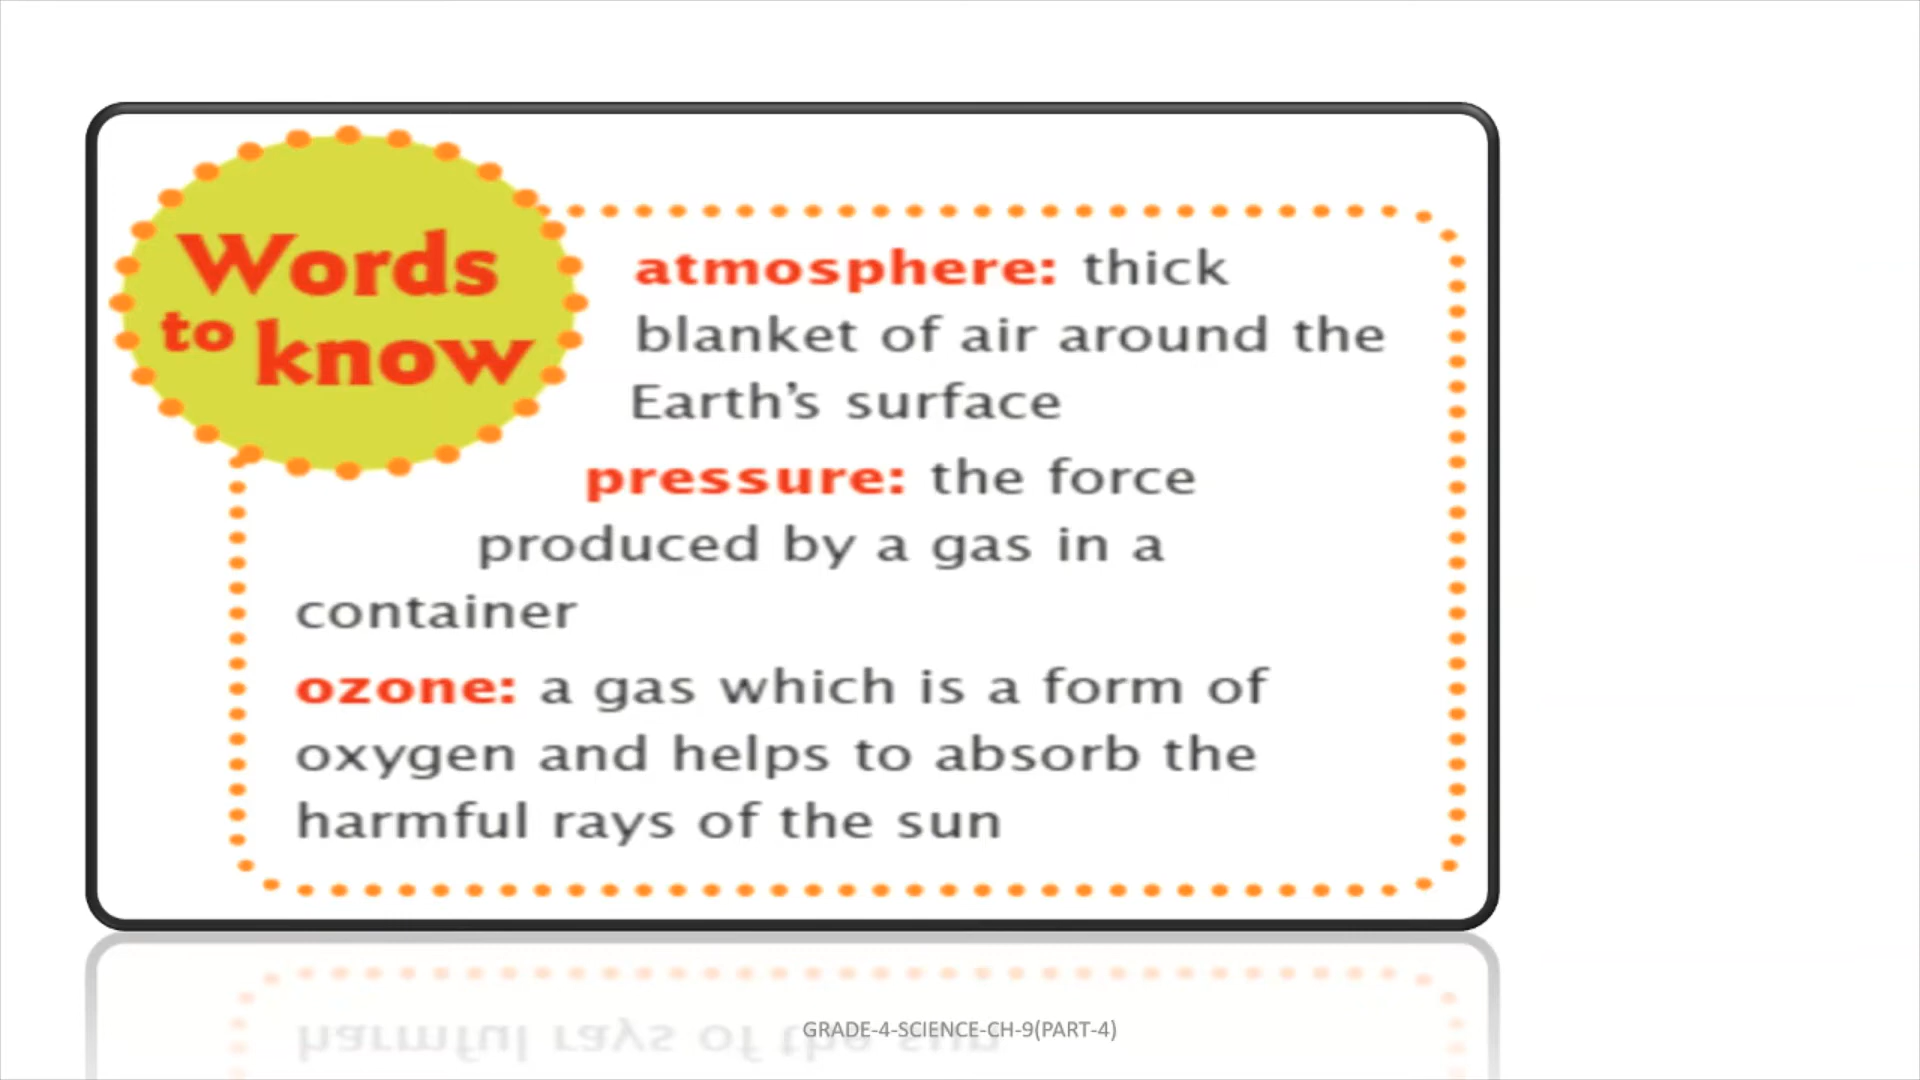 Words
to know
atmosphere: thick
blanket of air around the
Earth’s surface
pressure: the force
produced by a gas in a
container
ozone: a gas which is a form of
oxygen and helps to absorb the
harmful rays of the sun
GRADE-4-SCIENCE-CH-9(PART-4)